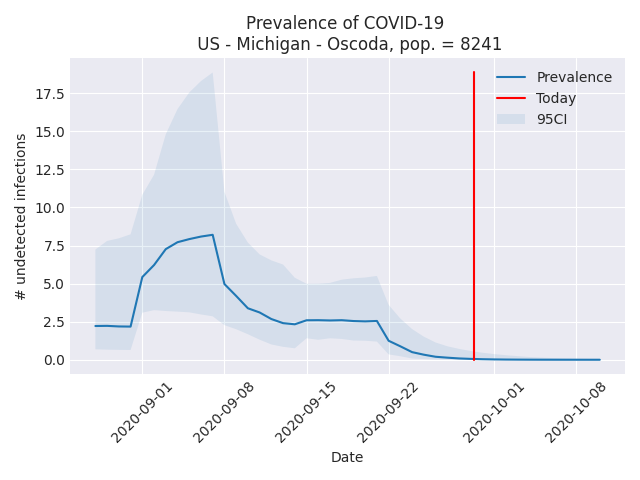 Prevalence of COVID-19
US - Michigan - Oscoda, pop. = 8241
# undetected infections
17.5
15.0
12.5
10.0
7.5
5.0
2.5
0.0
Prevalence
Today
95CI
2020-09-01
2020-09-08
2020-09-15
2020-09-22
2020-10-01
2020-10-08
Date